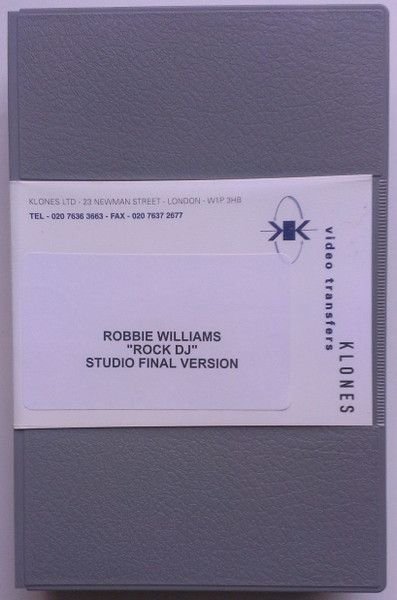 KLONES LTD - 23 NEWMAN STREET - LONDON - W1P 3HB
TEL - 020 7636 3663 - FAX - 020 7637 2677
video transfers
KLONES
ROBBIE WILLIAMS
"ROCK DJ"
STUDIO FINAL VERSION